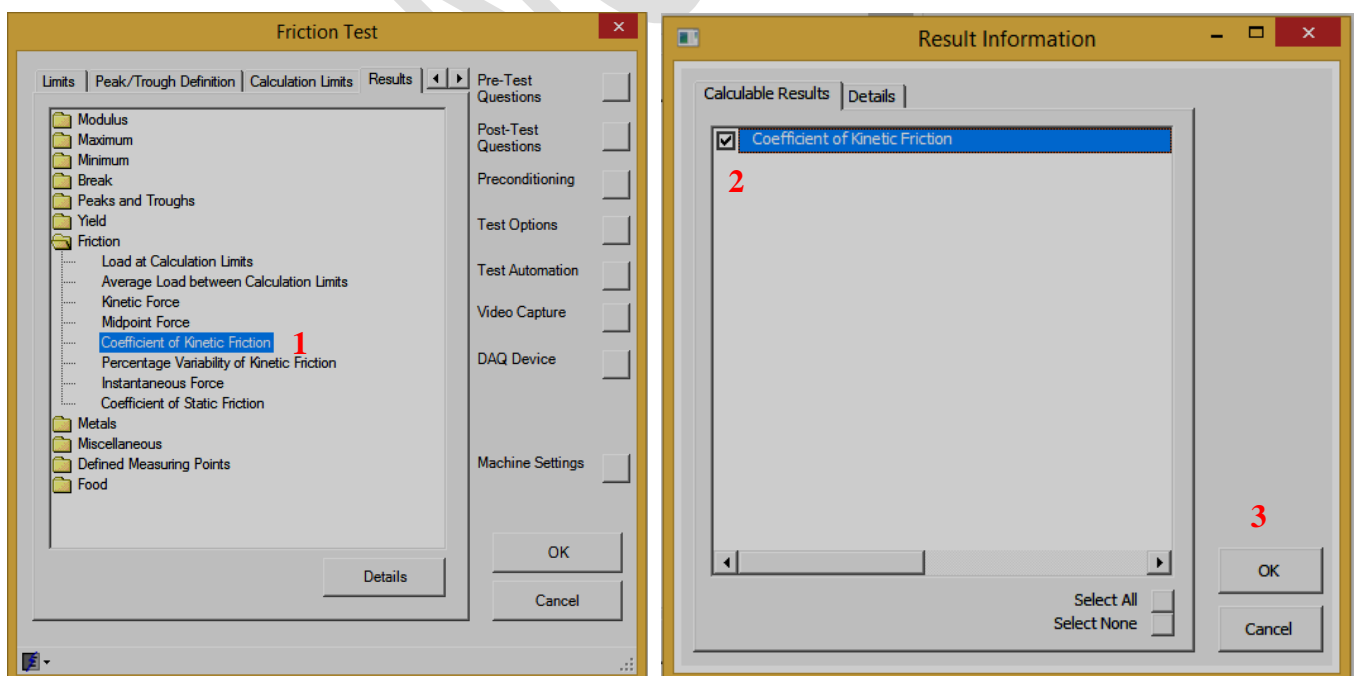 Friction Test
Limits
Peak/Trough Definition
Calculation Limits
Results
Modulus
Maximum
Minimum
Break
Peaks and Troughs
Yield
Friction
Load at Calculation Limits
Average Load between Calculation Limits
Kinetic Force
Midpoint Force
Coefficient of Kinetic Friction 1
Percentage Variability of Kinetic Friction
Instantaneous Force
Coefficient of Static Friction
Metals
Miscellaneous
Defined Measuring Points
Food
Details
Pre-Test
Questions
Post-Test
Questions
Preconditioning
Test Options
Test Automation
Video Capture
DAQ Device
Machine Settings
OK
Cancel
Result Information
Calculable Results
Details
Coefficient of Kinetic Friction
2
Select All
Select None
3
OK
Cancel